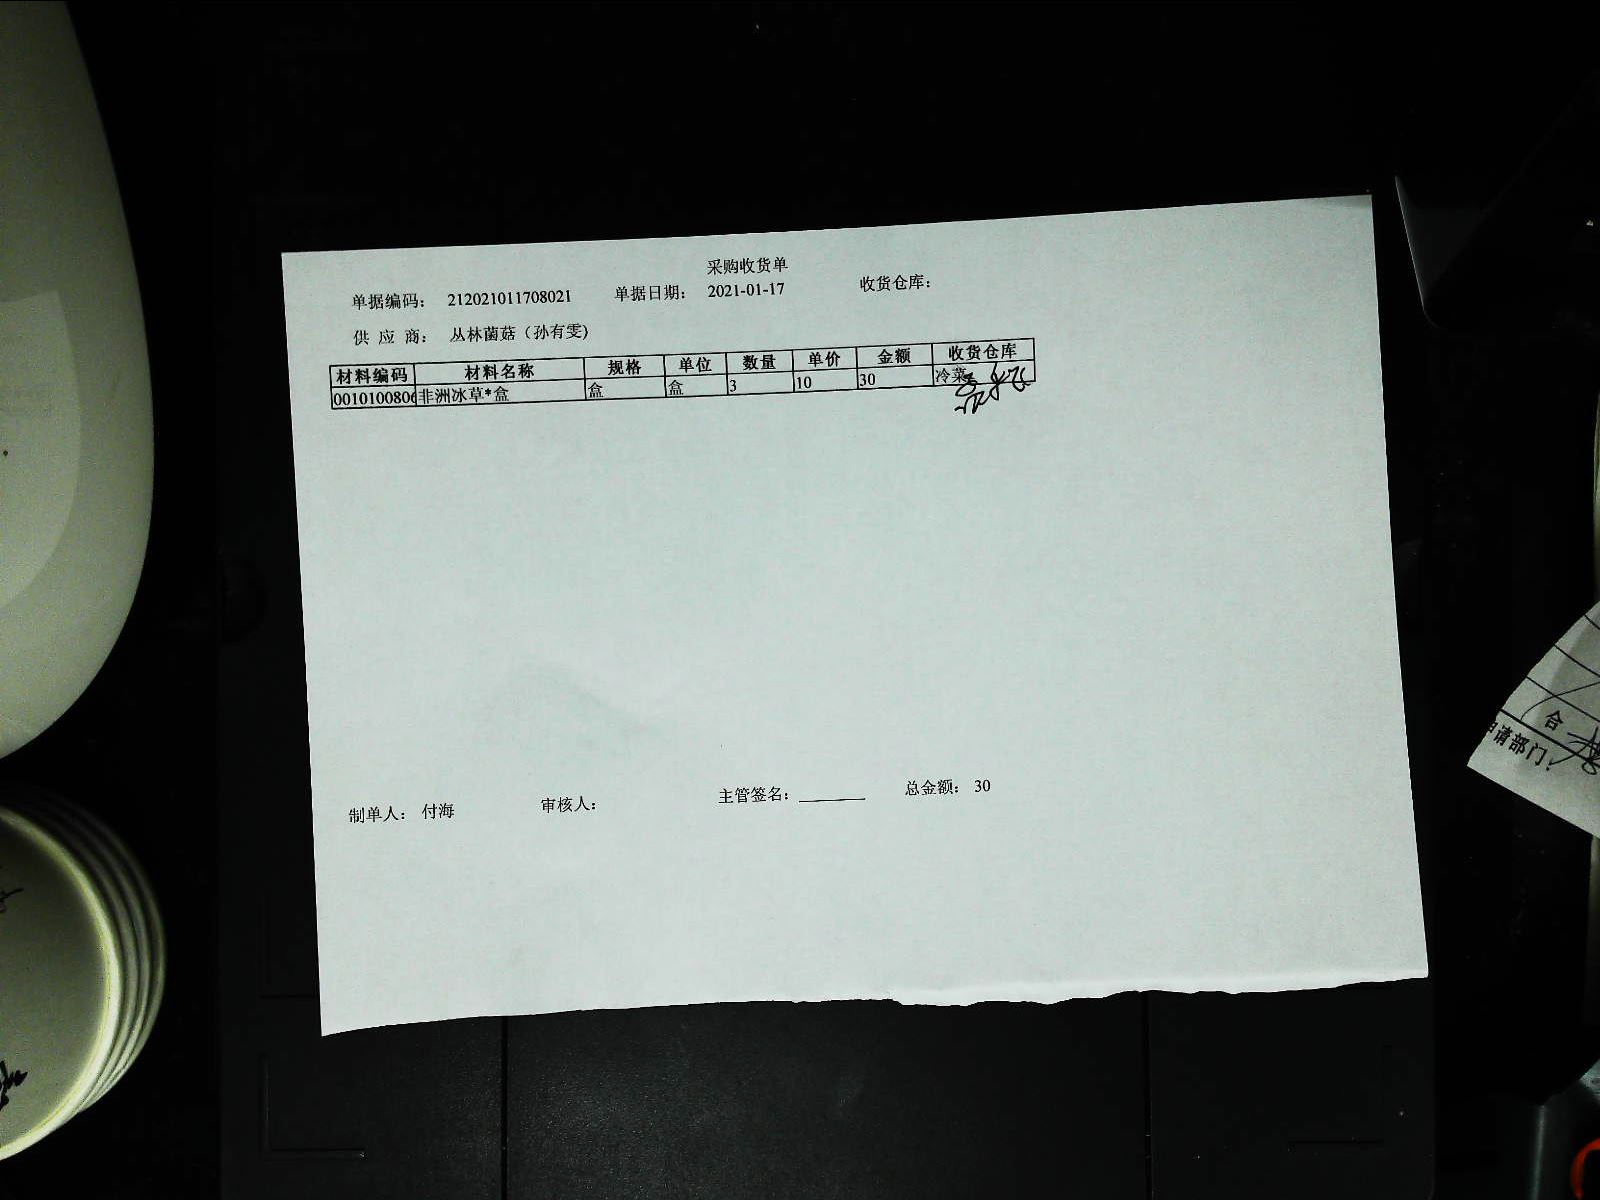 采购收货单
单据编码： 212021011708021 单据日期： 2021-01-17 收货仓库：
供 应 商： 丛林菌菇（孙有雯)
材料编码 材料名称 规格 单位 数量 单价 金额 收货仓库
0010100806 非洲冰草*盒 盒 盒 3 10 30 冷菜
制单人： 付海 审核人： 主管签名： ________ 总金额： 30
合
申请部门：